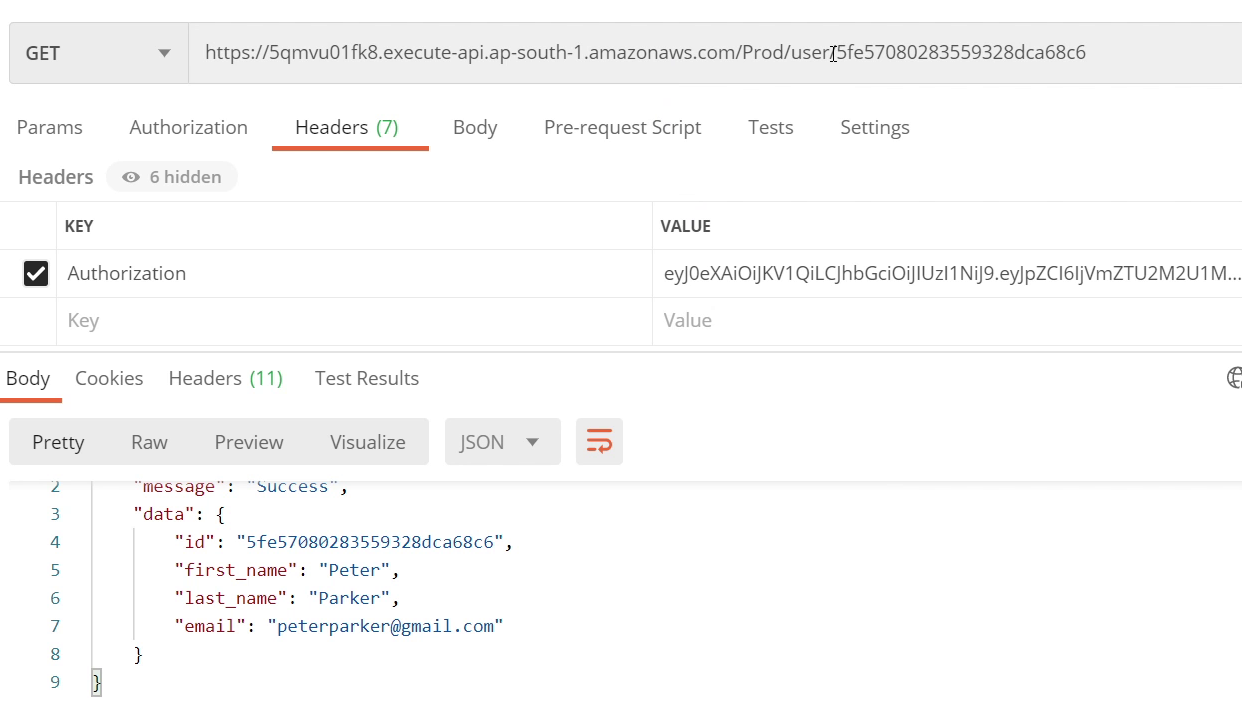 GET https://5qmvu01fk8.execute-api.ap-south-1.amazonaws.com/Prod/user/5fe57080283559328dca68c6
Params Authorization Headers (7) Body Pre-request Script Tests Settings
Headers 6 hidden
KEY VALUE
Authorization eyJ0eXAiOiJKV1QiLCJhbGciOiJIUzI1NiJ9.eyJpZCI6IjVmZTU2M2U1M...
Key Value
Body Cookies Headers (11) Test Results
Pretty Raw Preview Visualize JSON
2 "message": "Success",
3 "data": {
4 "id": "5fe57080283559328dca68c6",
5 "first_name": "Peter",
6 "last_name": "Parker",
7 "email": "peterparker@gmail.com"
8 }
9 }